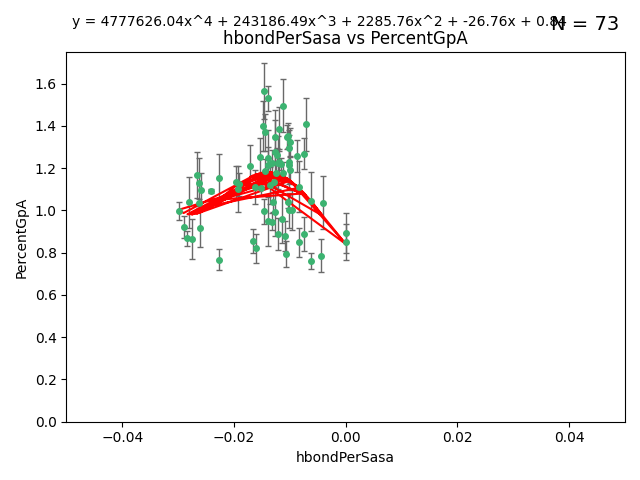 y = 4777626.04x^4 + 243186.49x^3 + 2285.76x^2 + -26.76x + 0.84
N = 73
hbondPerSasa vs PercentGpA
PercentGpA
1.6
1.4
1.2
1.0
0.8
0.6
0.4
0.2
0.0
−0.04 −0.02 0.00 0.02 0.04
hbondPerSasa